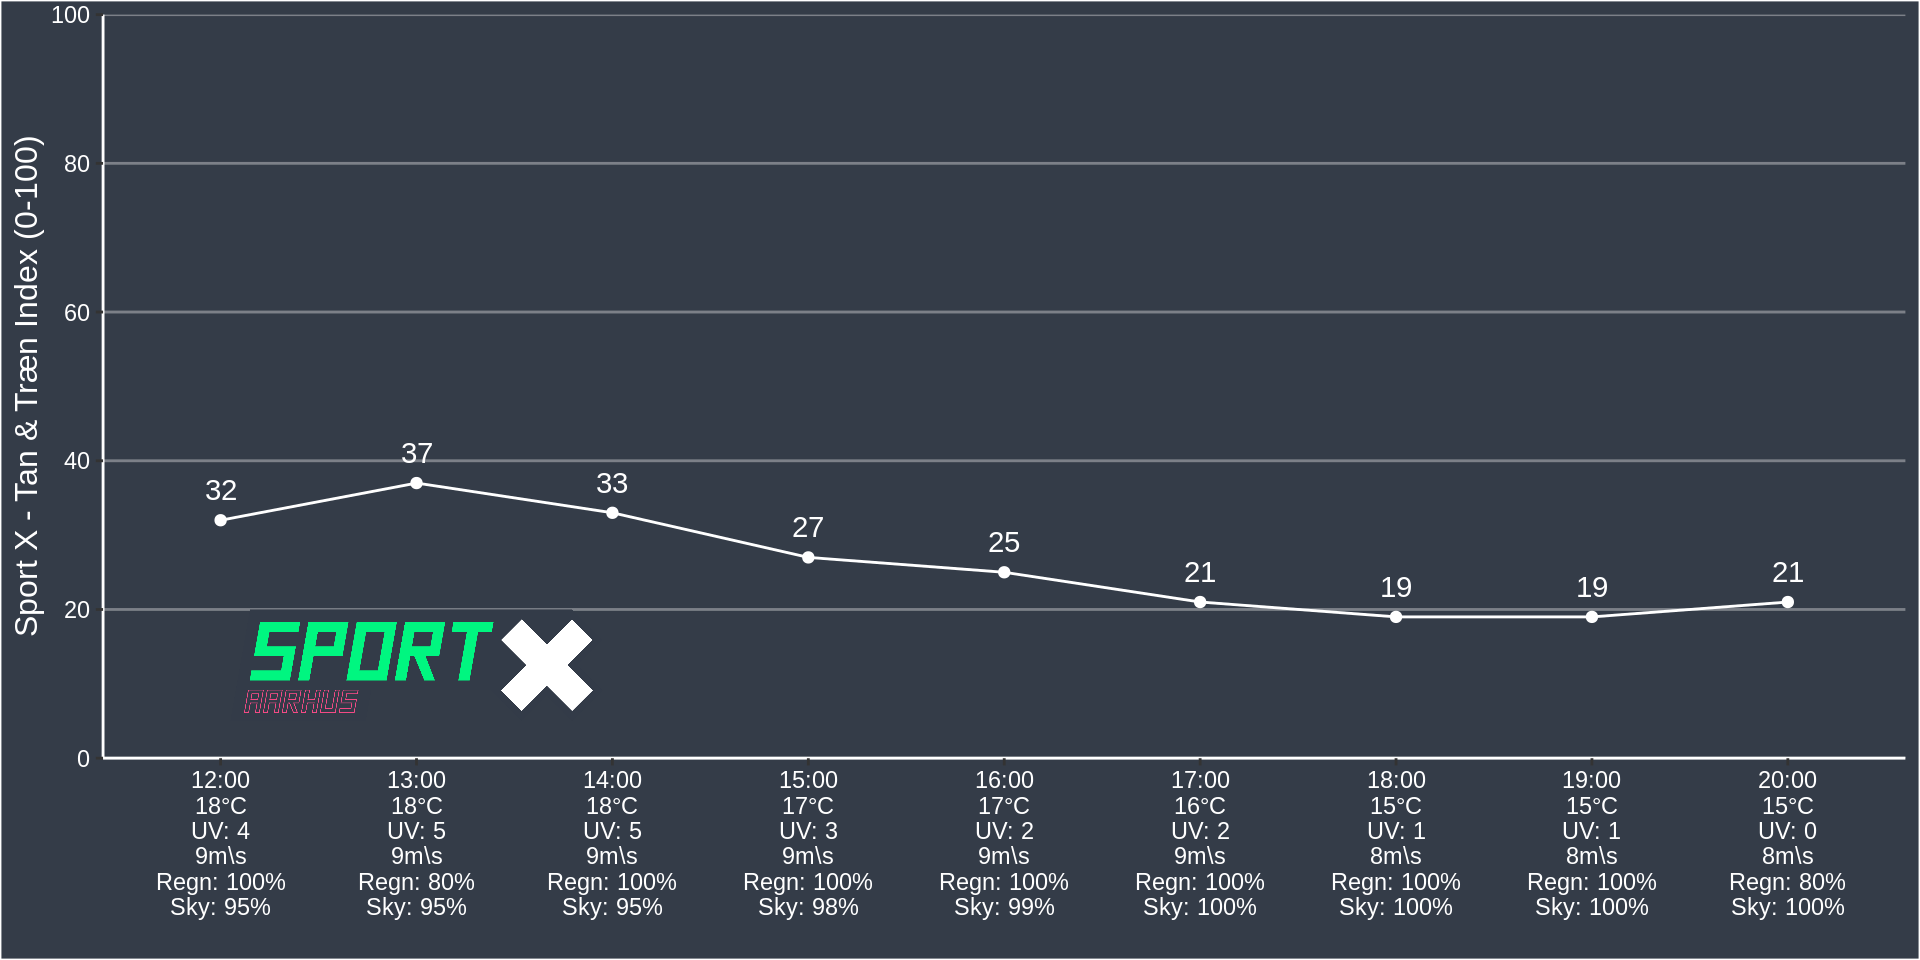 Sport X - Tan & Træn Index (0-100)
100
80
60
40
20
0
32
37
33
27
25
21
19
19
21
SPORT X
AARHUS
12:00
18°C
UV: 4
9m\s
Regn: 100%
Sky: 95%
13:00
18°C
UV: 5
9m\s
Regn: 80%
Sky: 95%
14:00
18°C
UV: 5
9m\s
Regn: 100%
Sky: 95%
15:00
17°C
UV: 3
9m\s
Regn: 100%
Sky: 98%
16:00
17°C
UV: 2
9m\s
Regn: 100%
Sky: 99%
17:00
16°C
UV: 2
9m\s
Regn: 100%
Sky: 100%
18:00
15°C
UV: 1
8m\s
Regn: 100%
Sky: 100%
19:00
15°C
UV: 1
8m\s
Regn: 100%
Sky: 100%
20:00
15°C
UV: 0
8m\s
Regn: 80%
Sky: 100%